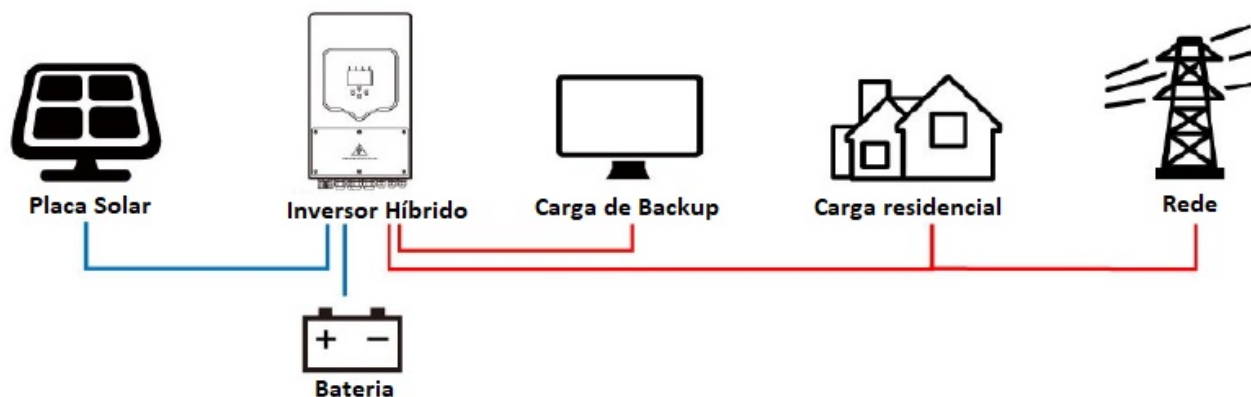 Placa Solar
Inversor Híbrido
Carga de Backup
Carga residencial
Rede
+ −
Bateria